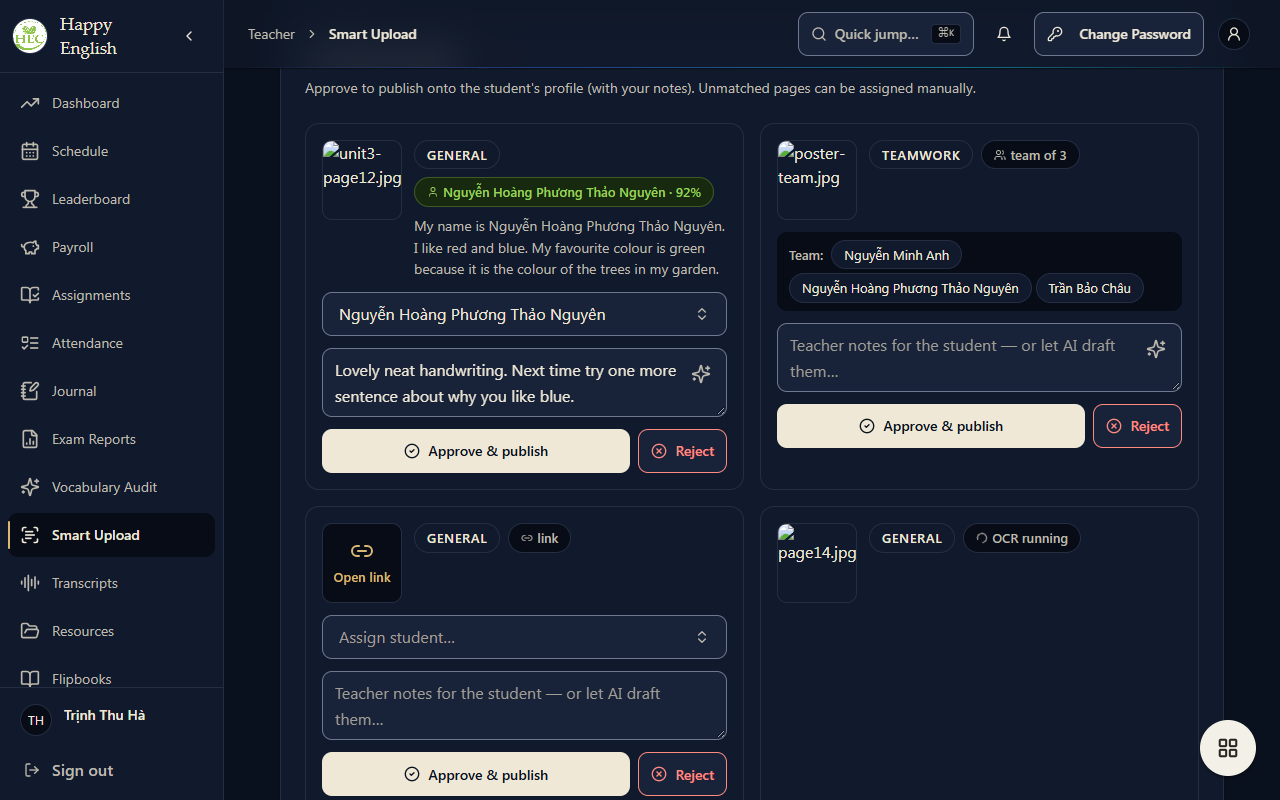 Happy
English
Dashboard
Schedule
Leaderboard
Payroll
Assignments
Attendance
Journal
Exam Reports
Vocabulary Audit
Smart Upload
Transcripts
Resources
Flipbooks
TH
Trịnh Thu Hà
Sign out
Teacher
Smart Upload
Quick jump...
⌘K
Change Password
Approve to publish onto the student's profile (with your notes). Unmatched pages can be assigned manually.
unit3-
page12.jpg
GENERAL
Nguyễn Hoàng Phương Thảo Nguyên · 92%
My name is Nguyễn Hoàng Phương Thảo Nguyên.
I like red and blue. My favourite colour is green
because it is the colour of the trees in my garden.
Nguyễn Hoàng Phương Thảo Nguyên
Lovely neat handwriting. Next time try one more
sentence about why you like blue.
Approve & publish
Reject
poster-
team.jpg
TEAMWORK
team of 3
Team:
Nguyễn Minh Anh
Nguyễn Hoàng Phương Thảo Nguyên
Trần Bảo Châu
Teacher notes for the student — or let AI draft
them...
Approve & publish
Reject
Open link
GENERAL
link
Assign student...
Teacher notes for the student — or let AI draft
them...
Approve & publish
Reject
page14.jpg
GENERAL
OCR running